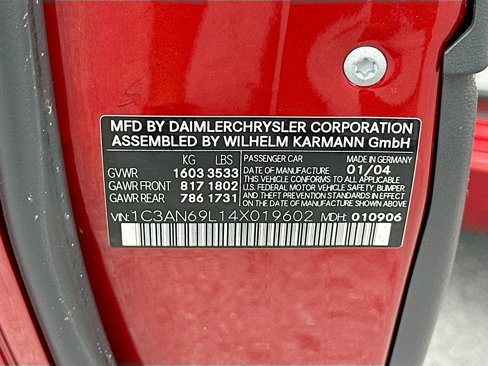 MFD BY DAIMLERCHRYSLER CORPORATION
ASSEMBLED BY WILHELM KARMANN GmbH
KG LBS PASSENGER CAR MADE IN GERMANY
GVWR 1603 3533 DATE OF MANUFACTURE 01/04
GAWR FRONT 817 1802 THIS VEHICLE CONFORMS TO ALL APPLICABLE
U.S. FEDERAL MOTOR VEHICLE SAFETY, BUMPER
GAWR REAR 786 1731 AND THEFT PREVENTION STANDARDS IN EFFECT
ON THE DATE OF MANUFACTURE SHOWN ABOVE
VIN: 1C3AN69L14X019602 MDH: 010906